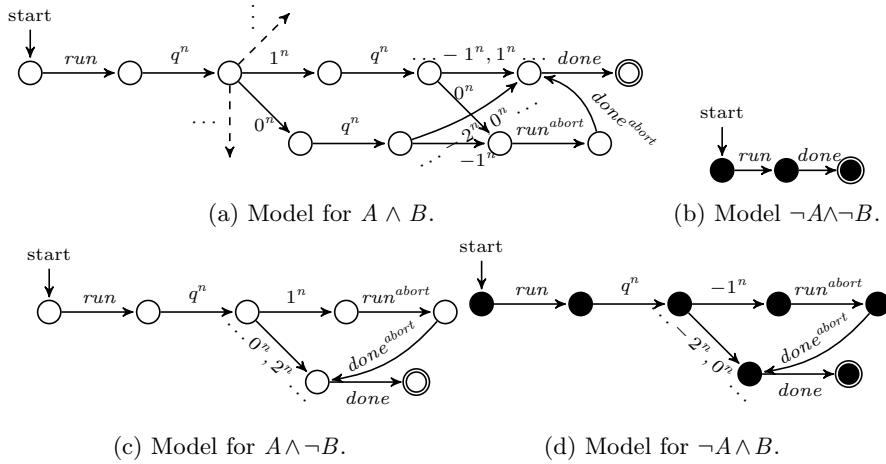 start
run
q^n
1^n
q^n
⋯ − 1^n, 1^n ⋯
done
0^n
q^n
0^n
⋯ − 2^n, 0^n ⋯
−1^n
run^abort
done^abort
(a) Model for A ∧ B.
start
run
done
(b) Model ¬A∧¬B.
start
run
q^n
1^n
run^abort
⋯ 0^n, 2^n ⋯
done^abort
done
(c) Model for A∧¬B.
start
run
q^n
−1^n
run^abort
⋯ − 2^n, 0^n ⋯
done^abort
done
(d) Model for ¬A∧B.